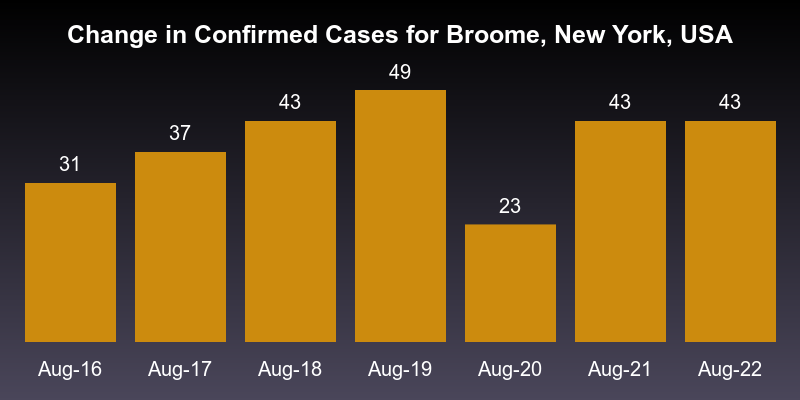 Change in Confirmed Cases for Broome, New York, USA
31 37 43 49 23 43 43
Aug-16 Aug-17 Aug-18 Aug-19 Aug-20 Aug-21 Aug-22